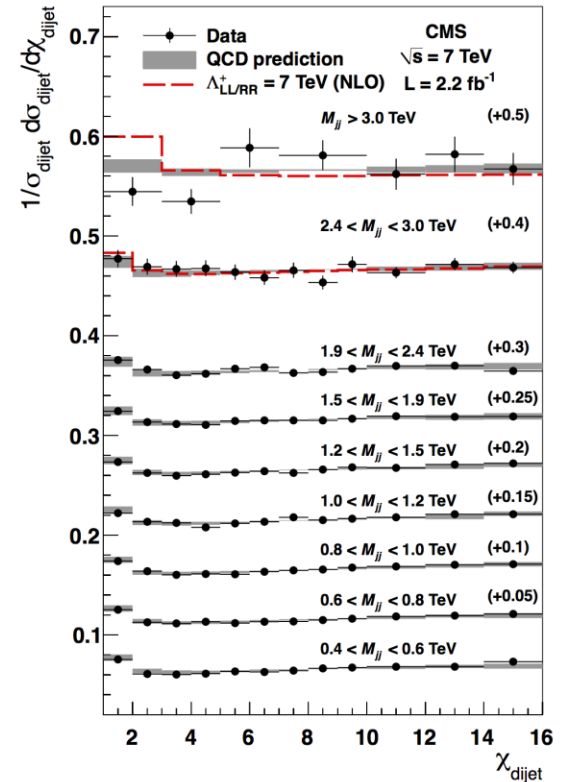 Data
QCD prediction
Λ⁺LL/RR = 7 TeV (NLO)
CMS
√s = 7 TeV
L = 2.2 fb⁻¹
1/σdijet dσdijet/dχdijet
0.7
0.6
0.5
0.4
0.3
0.2
0.1
Mjj > 3.0 TeV (+0.5)
2.4 < Mjj < 3.0 TeV (+0.4)
1.9 < Mjj < 2.4 TeV (+0.3)
1.5 < Mjj < 1.9 TeV (+0.25)
1.2 < Mjj < 1.5 TeV (+0.2)
1.0 < Mjj < 1.2 TeV (+0.15)
0.8 < Mjj < 1.0 TeV (+0.1)
0.6 < Mjj < 0.8 TeV (+0.05)
0.4 < Mjj < 0.6 TeV
2 4 6 8 10 12 14 16
χdijet